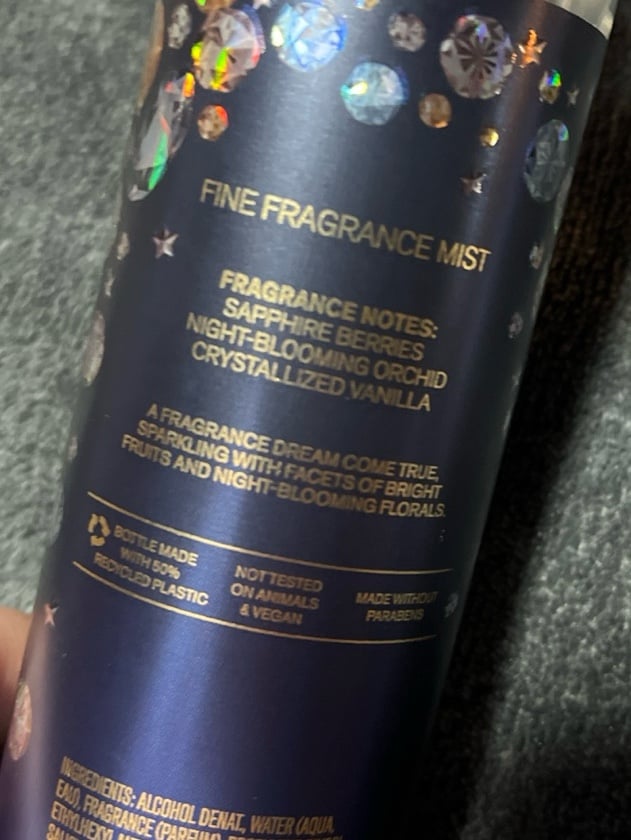 FINE FRAGRANCE MIST
FRAGRANCE NOTES:
SAPPHIRE BERRIES
NIGHT-BLOOMING ORCHID
CRYSTALLIZED VANILLA
A FRAGRANCE DREAM COME TRUE,
SPARKLING WITH FACETS OF BRIGHT
FRUITS AND NIGHT-BLOOMING FLORALS.
BOTTLE MADE
WITH 50%
RECYCLED PLASTIC
NOT TESTED
ON ANIMALS
& VEGAN
MADE WITHOUT
PARABENS
INGREDIENTS: ALCOHOL DENAT., WATER (AQUA,
EAU), FRAGRANCE (PARFUM),
ETHYLHEXYL